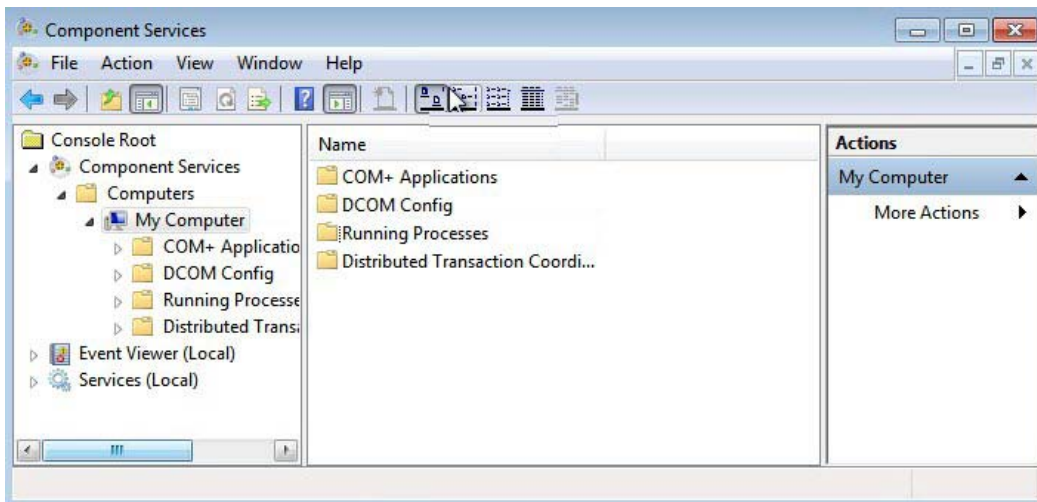 Component Services
File Action View Window Help
Console Root
Component Services
Computers
My Computer
COM+ Applicatio
DCOM Config
Running Processe
Distributed Transa
Event Viewer (Local)
Services (Local)
Name
COM+ Applications
DCOM Config
Running Processes
Distributed Transaction Coordi...
Actions
My Computer
More Actions